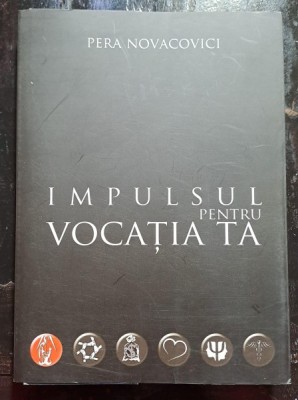 PERA NOVACOVICI
IMPULSUL
PENTRU
VOCAȚIA TA